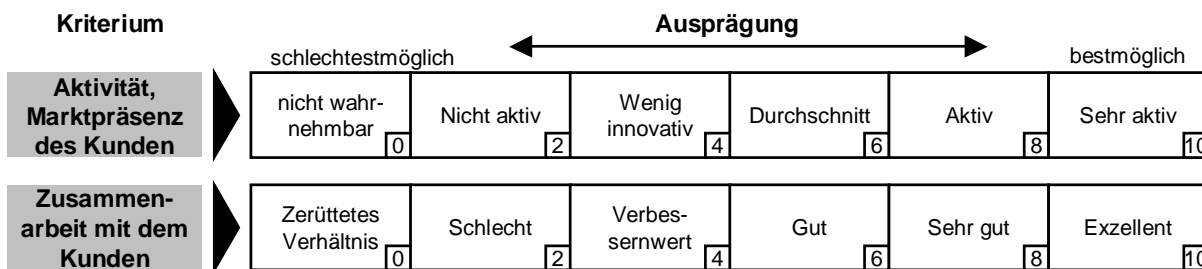 Kriterium
Ausprägung
schlechtestmöglich
bestmöglich
Aktivität,
Marktpräsenz
des Kunden
nicht wahr-
nehmbar
0
Nicht aktiv
2
Wenig
innovativ
4
Durchschnitt
6
Aktiv
8
Sehr aktiv
10
Zusammen-
arbeit mit dem
Kunden
Zerüttetes
Verhältnis
0
Schlecht
2
Verbes-
sernwert
4
Gut
6
Sehr gut
8
Exzellent
10